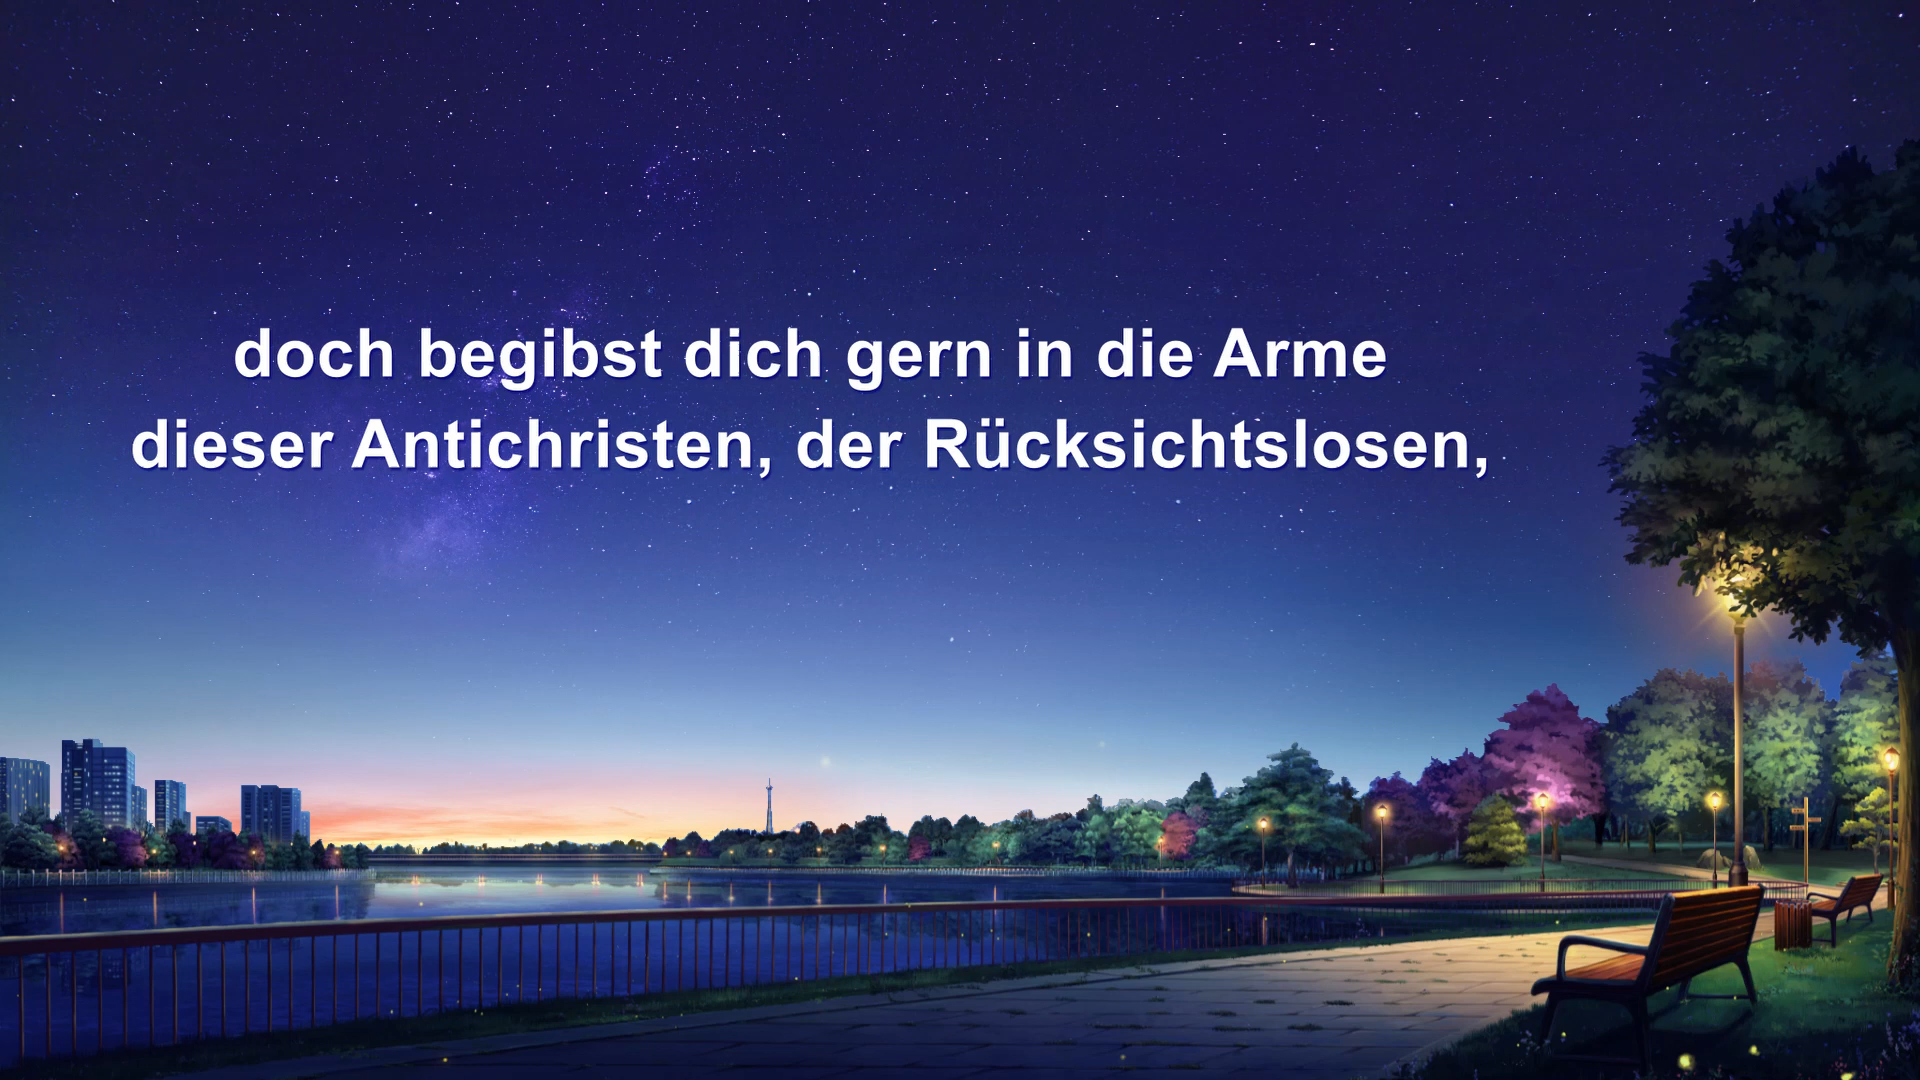 doch begibst dich gern in die Arme
dieser Antichristen, der Rücksichtslosen,